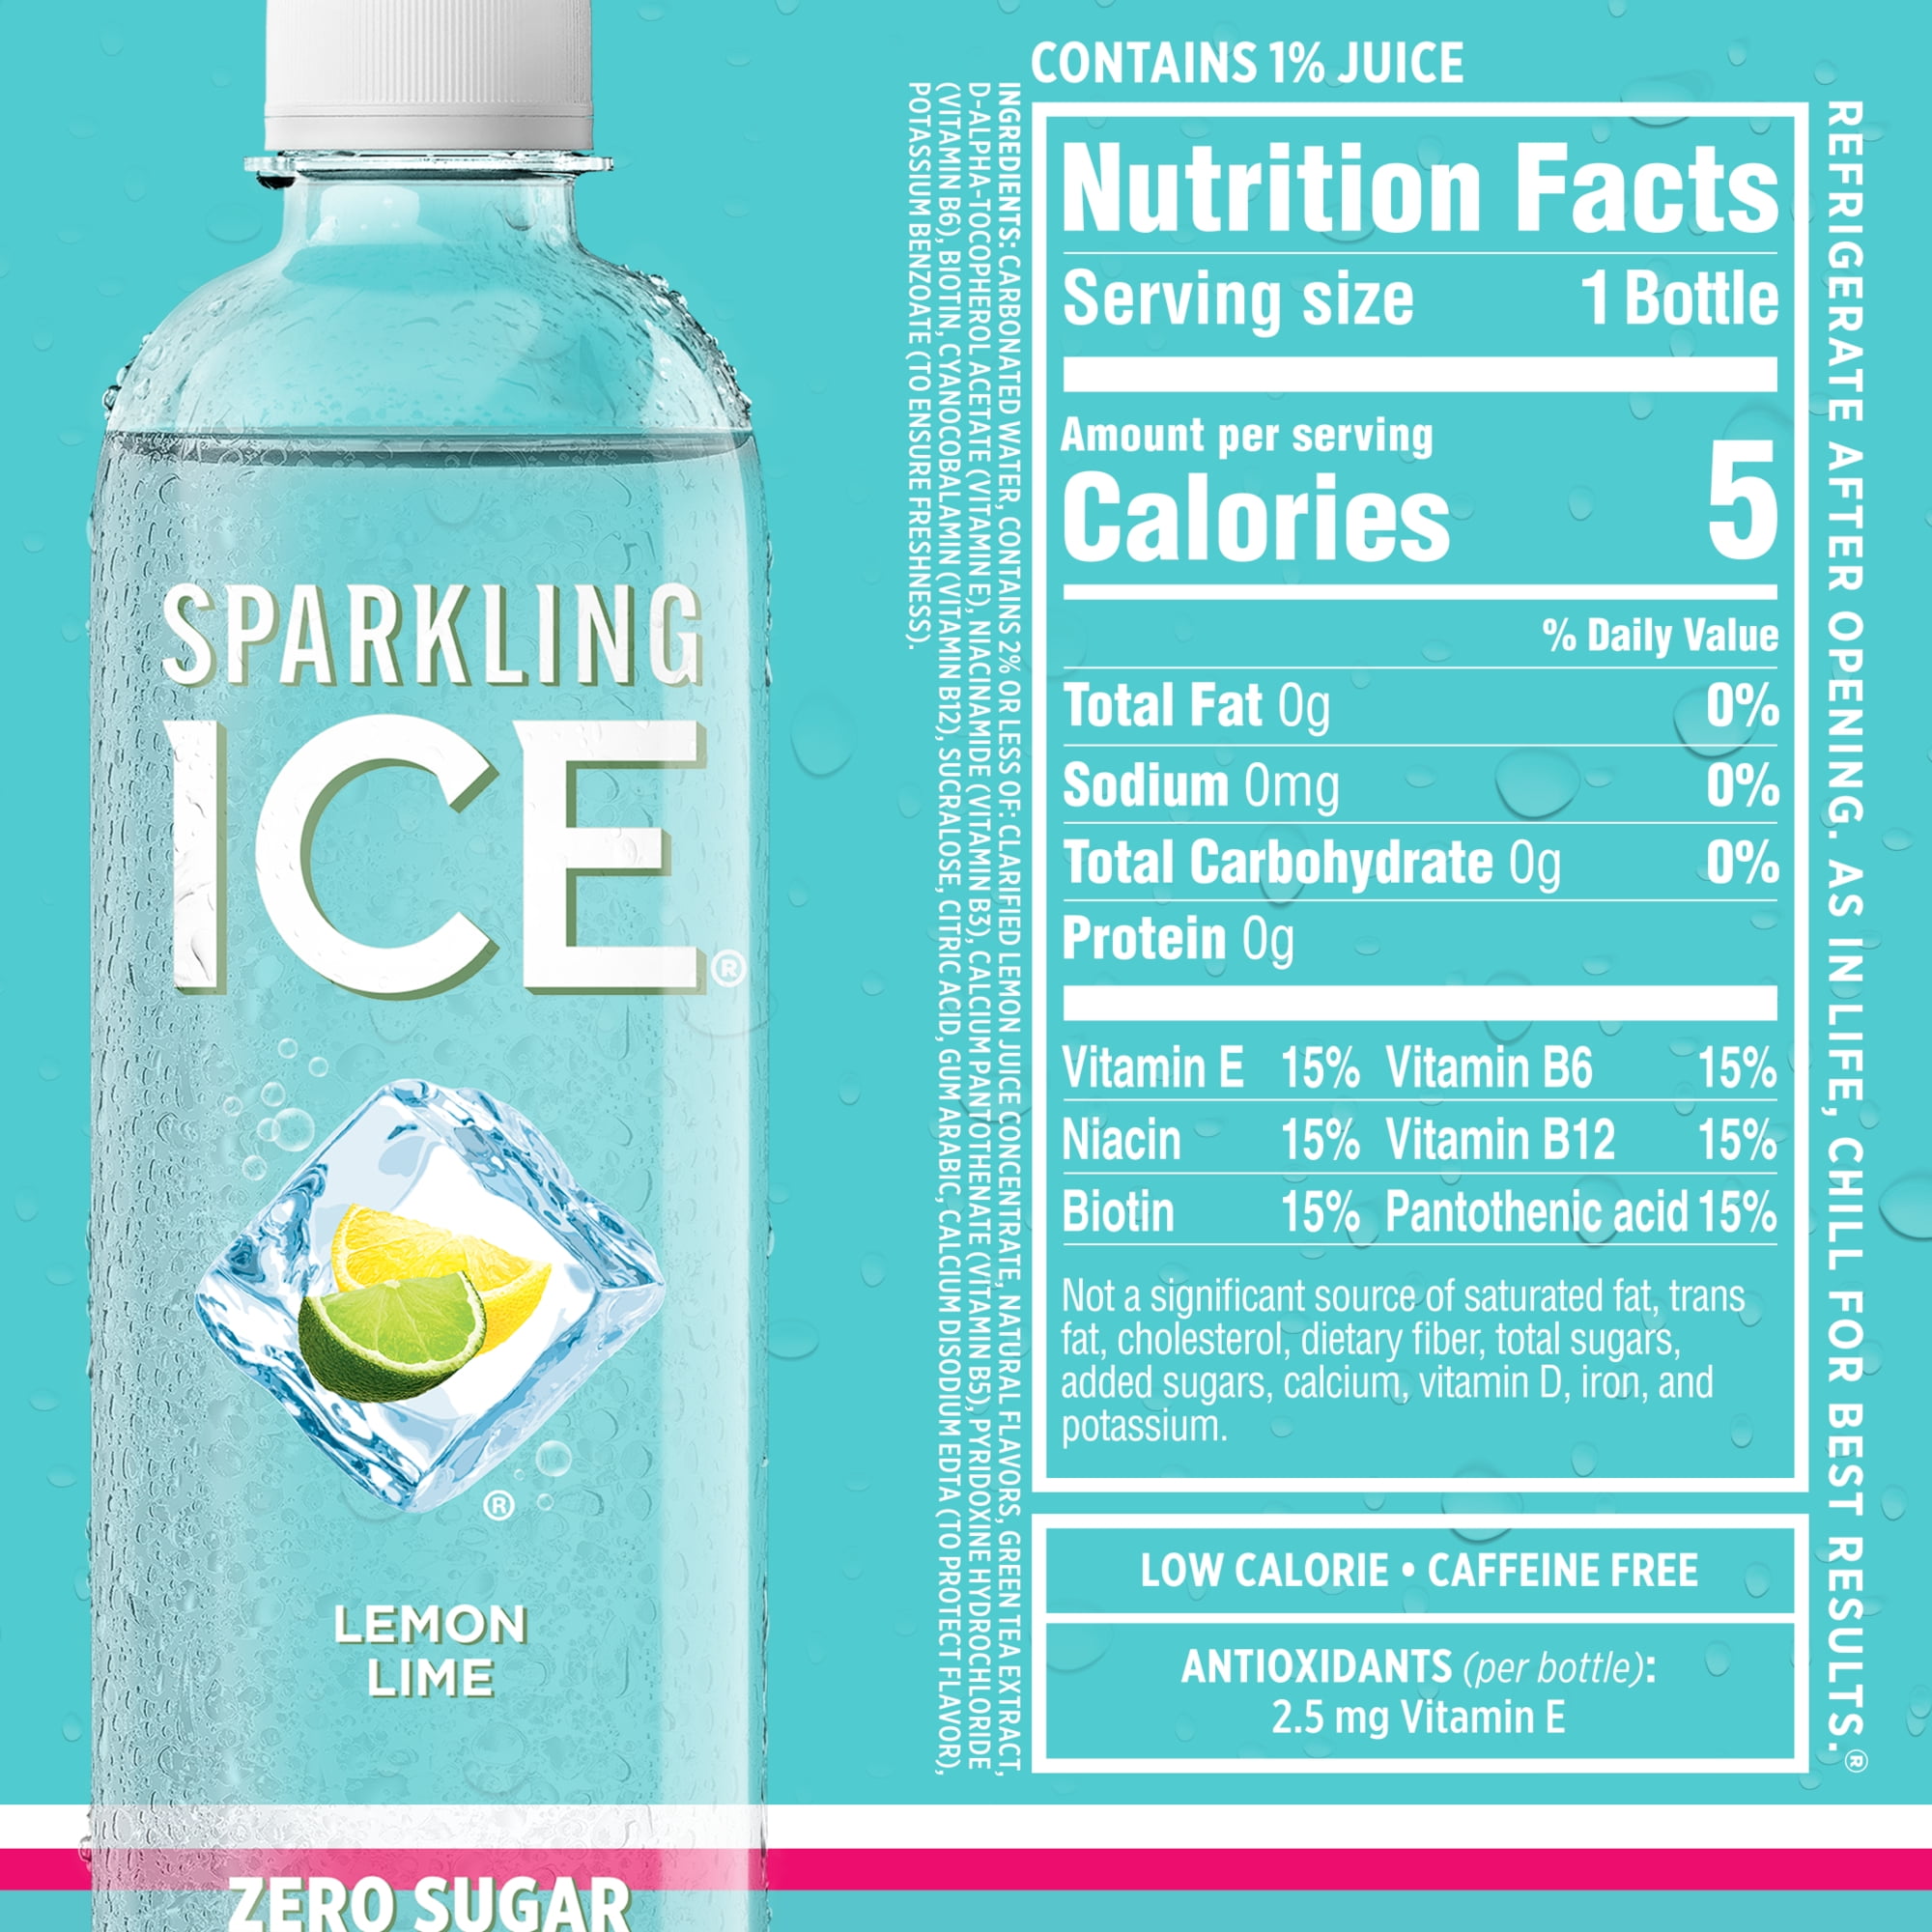 SPARKLING
ICE®
®
LEMON
LIME
ZERO SUGAR
INGREDIENTS: CARBONATED WATER, CONTAINS 2% OR LESS OF: CLARIFIED LEMON JUICE CONCENTRATE, NATURAL FLAVORS, GREEN TEA EXTRACT,
D-ALPHA-TOCOPHEROL ACETATE (VITAMIN E), NIACINAMIDE (VITAMIN B3), CALCIUM PANTOTHENATE (VITAMIN B5), PYRIDOXINE HYDROCHLORIDE
(VITAMIN B6), BIOTIN, CYANOCOBALAMIN (VITAMIN B12), SUCRALOSE, CITRIC ACID, GUM ARABIC, CALCIUM DISODIUM EDTA (TO PROTECT FLAVOR),
POTASSIUM BENZOATE (TO ENSURE FRESHNESS).
CONTAINS 1% JUICE
Nutrition Facts
Serving size 1 Bottle
Amount per serving
Calories 5
% Daily Value
Total Fat 0g 0%
Sodium 0mg 0%
Total Carbohydrate 0g 0%
Protein 0g
Vitamin E 15% Vitamin B6 15%
Niacin 15% Vitamin B12 15%
Biotin 15% Pantothenic acid 15%
Not a significant source of saturated fat, trans
fat, cholesterol, dietary fiber, total sugars,
added sugars, calcium, vitamin D, iron, and
potassium.
LOW CALORIE • CAFFEINE FREE
ANTIOXIDANTS (per bottle):
2.5 mg Vitamin E
REFRIGERATE AFTER OPENING. AS IN LIFE, CHILL FOR BEST RESULTS.®